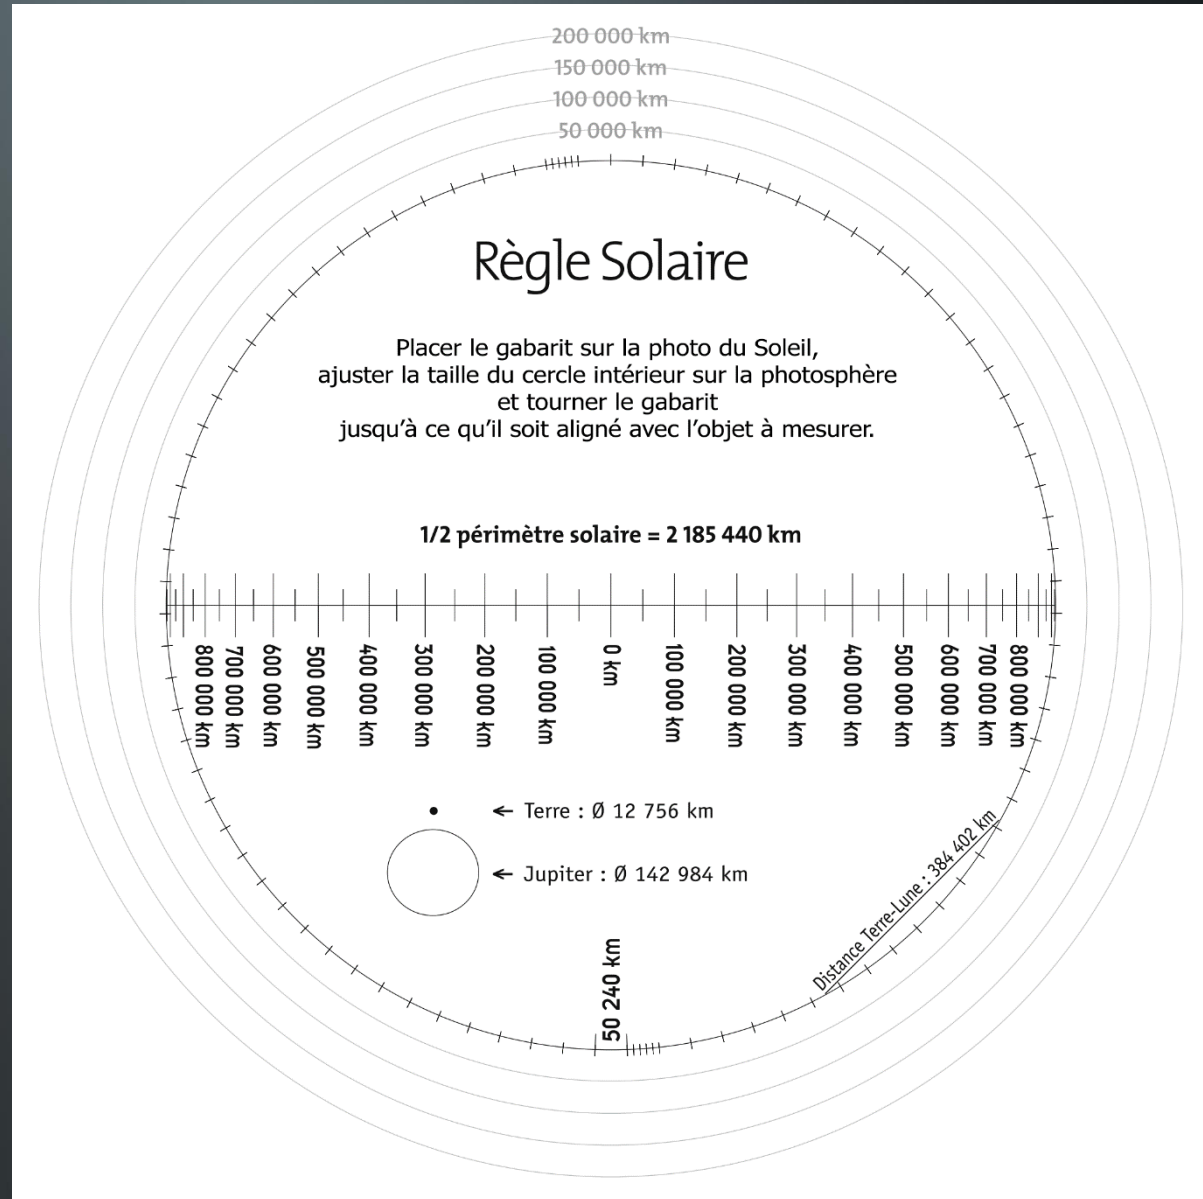 200 000 km
150 000 km
100 000 km
50 000 km
Règle Solaire
Placer le gabarit sur la photo du Soleil,
ajuster la taille du cercle intérieur sur la photosphère
et tourner le gabarit
jusqu'à ce qu'il soit aligné avec l'objet à mesurer.
1/2 périmètre solaire = 2 185 440 km
800 000 km
700 000 km
600 000 km
500 000 km
400 000 km
300 000 km
200 000 km
100 000 km
0 km
100 000 km
200 000 km
300 000 km
400 000 km
500 000 km
600 000 km
700 000 km
800 000 km
← Terre : Ø 12 756 km
← Jupiter : Ø 142 984 km
Distance Terre-Lune : 384 402 km
50 240 km